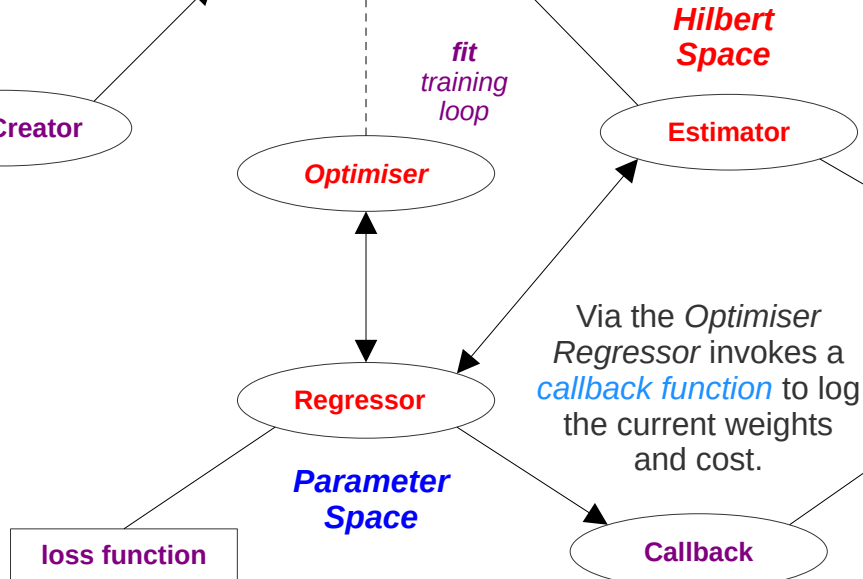 Hilbert
Space
fit
training
loop
Creator
Estimator
Optimiser
Via the Optimiser
Regressor invokes a
callback function to log
the current weights
and cost.
Regressor
Parameter
Space
loss function
Callback